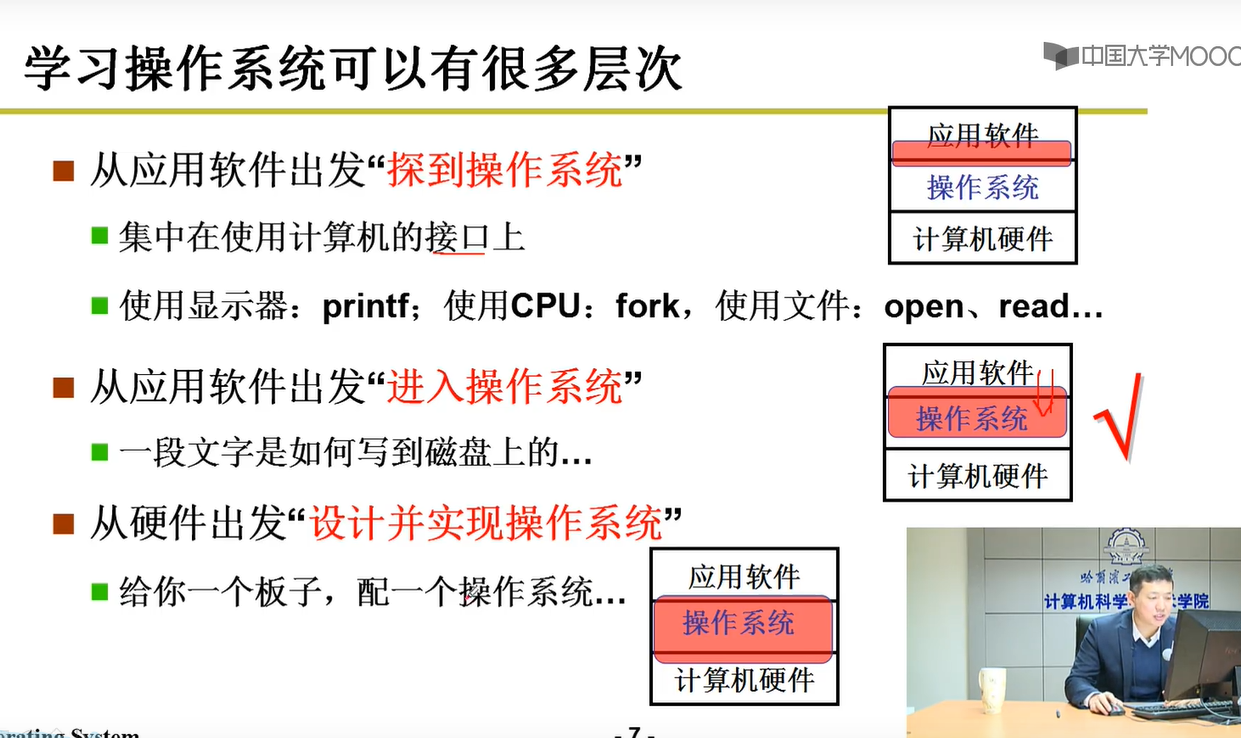 学习操作系统可以有很多层次
中国大学MOOC
从应用软件出发“探到操作系统”
集中在使用计算机的接口上
使用显示器：printf；使用CPU：fork，使用文件：open、read…
应用软件
操作系统
计算机硬件
从应用软件出发“进入操作系统”
一段文字是如何写到磁盘上的…
应用软件
操作系统
计算机硬件
从硬件出发“设计并实现操作系统”
给你一个板子，配一个操作系统…
应用软件
操作系统
计算机硬件
哈尔滨工
计算机科学 学院
erating System
- 7 -